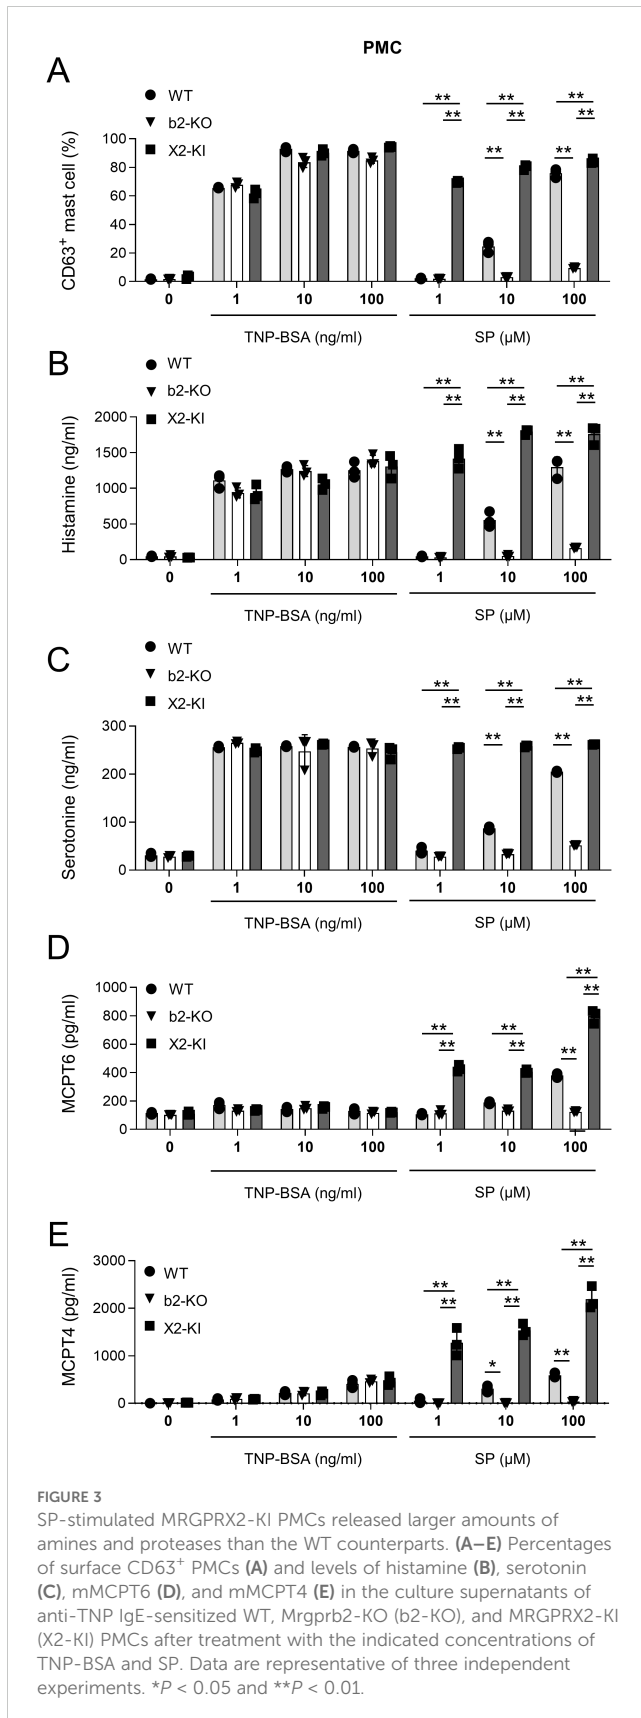 PMC
A
WT
b2-KO
X2-KI
CD63+ mast cell (%)
100
80
60
40
20
0
** **
** **
** **
** **
0 1 10 100 1 10 100
TNP-BSA (ng/ml) SP (µM)
B
WT
b2-KO
X2-KI
Histamine (ng/ml)
2000
1500
1000
500
0
** ** **
** ** **
** **
0 1 10 100 1 10 100
TNP-BSA (ng/ml) SP (µM)
C
WT
b2-KO
X2-KI
Serotonine (ng/ml)
300
200
100
0
** ** **
** ** **
** **
0 1 10 100 1 10 100
TNP-BSA (ng/ml) SP (µM)
D
WT
b2-KO
X2-KI
MCPT6 (pg/ml)
1000
800
600
400
200
0
** ** **
** ** **
**
0 1 10 100 1 10 100
TNP-BSA (ng/ml) SP (µM)
E
WT
b2-KO
X2-KI
MCPT4 (pg/ml)
3000
2000
1000
0
** ** **
** ** **
* **
0 1 10 100 1 10 100
TNP-BSA (ng/ml) SP (µM)
FIGURE 3
SP-stimulated MRGPRX2-KI PMCs released larger amounts of
amines and proteases than the WT counterparts. (A–E) Percentages
of surface CD63+ PMCs (A) and levels of histamine (B), serotonin
(C), mMCPT6 (D), and mMCPT4 (E) in the culture supernatants of
anti-TNP IgE-sensitized WT, Mrgprb2-KO (b2-KO), and MRGPRX2-KI
(X2-KI) PMCs after treatment with the indicated concentrations of
TNP-BSA and SP. Data are representative of three independent
experiments. *P < 0.05 and **P < 0.01.